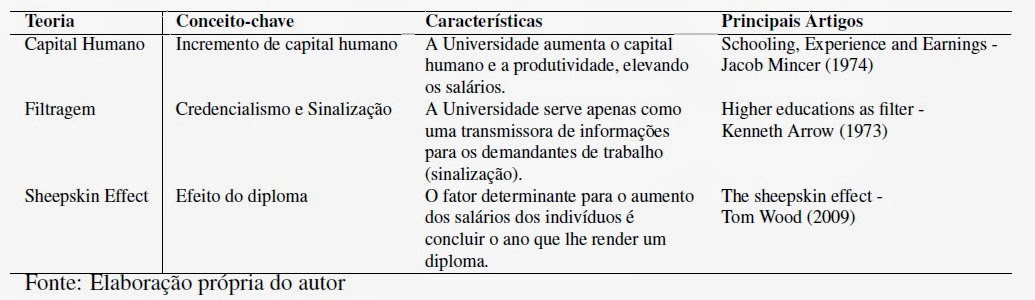 Teoria Conceito-chave Características Principais Artigos
Capital Humano Incremento de capital humano A Universidade aumenta o capital Schooling, Experience and Earnings -
humano e a produtividade, elevando Jacob Mincer (1974)
os salários.
Filtragem Credencialismo e Sinalização A Universidade serve apenas como Higher educations as filter -
uma transmissora de informações Kenneth Arrow (1973)
para os demandantes de trabalho
(sinalização).
Sheepskin Effect Efeito do diploma O fator determinante para o aumento The sheepskin effect -
dos salários dos indivíduos é Tom Wood (2009)
concluir o ano que lhe render um
diploma.
Fonte: Elaboração própria do autor